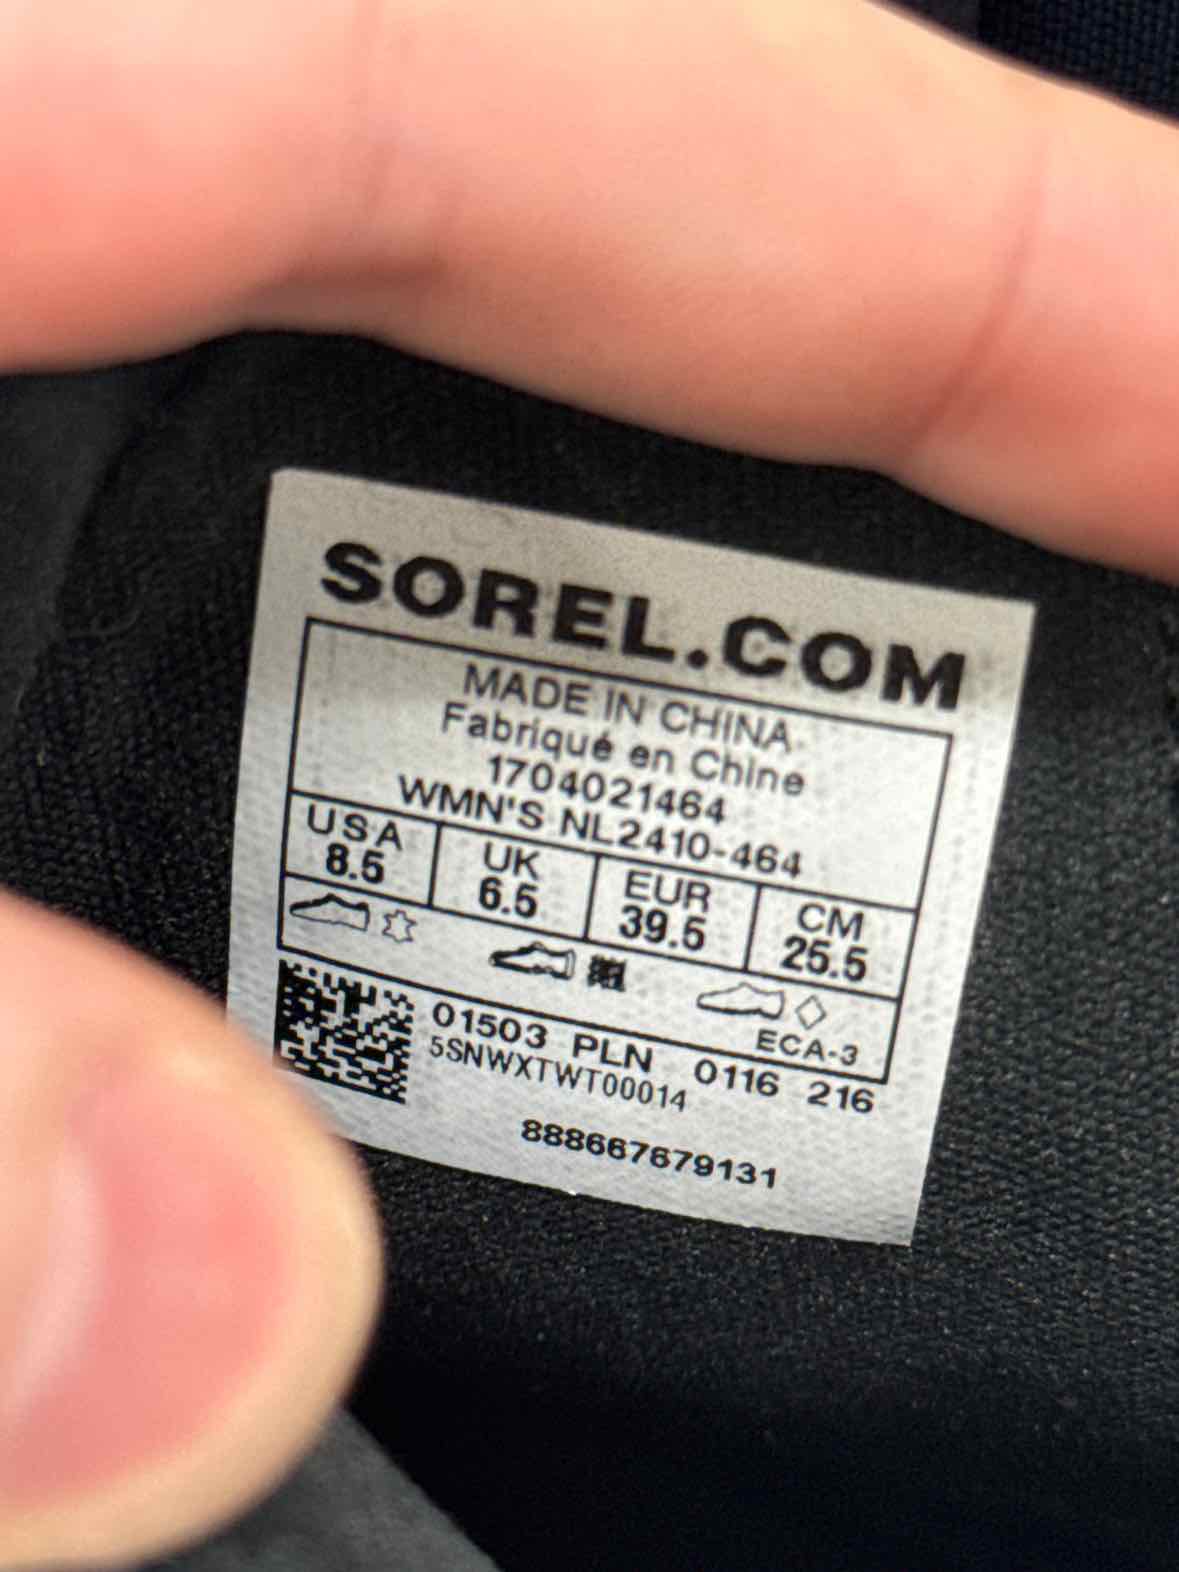 SOREL.COM
MADE IN CHINA
Fabriqué en Chine
1704021464
WMN'S NL2410-464
USA UK EUR CM
8.5 6.5 39.5 25.5
ECA-3
01503 PLN 0116 216
5SNWXTWT00014
888667679131